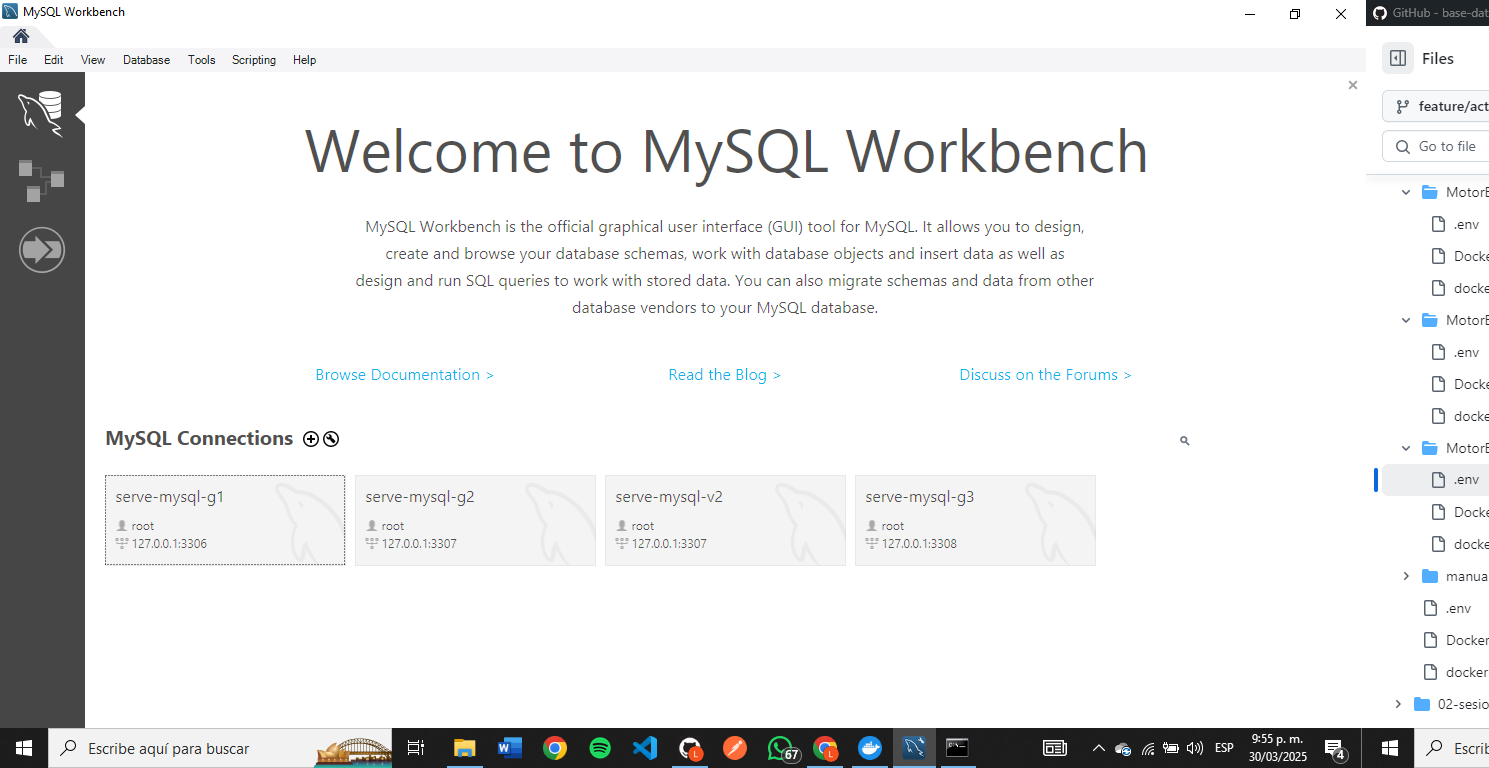 MySQL Workbench
File Edit View Database Tools Scripting Help
Welcome to MySQL Workbench
MySQL Workbench is the official graphical user interface (GUI) tool for MySQL. It allows you to design,
create and browse your database schemas, work with database objects and insert data as well as
design and run SQL queries to work with stored data. You can also migrate schemas and data from other
database vendors to your MySQL database.
Browse Documentation > Read the Blog > Discuss on the Forums >
MySQL Connections
serve-mysql-g1
root
127.0.0.1:3306
serve-mysql-g2
root
127.0.0.1:3307
serve-mysql-v2
root
127.0.0.1:3307
serve-mysql-g3
root
127.0.0.1:3308
GitHub - base-dat
Files
feature/act
Go to file
MotorB
.env
Docke
docke
MotorB
.env
Docke
docke
MotorB
.env
Docke
docke
manua
.env
Docker
docker
02-sesio
Escribe aquí para buscar
L
67
L
ESP
9:55 p. m.
30/03/2025
4
Escrib